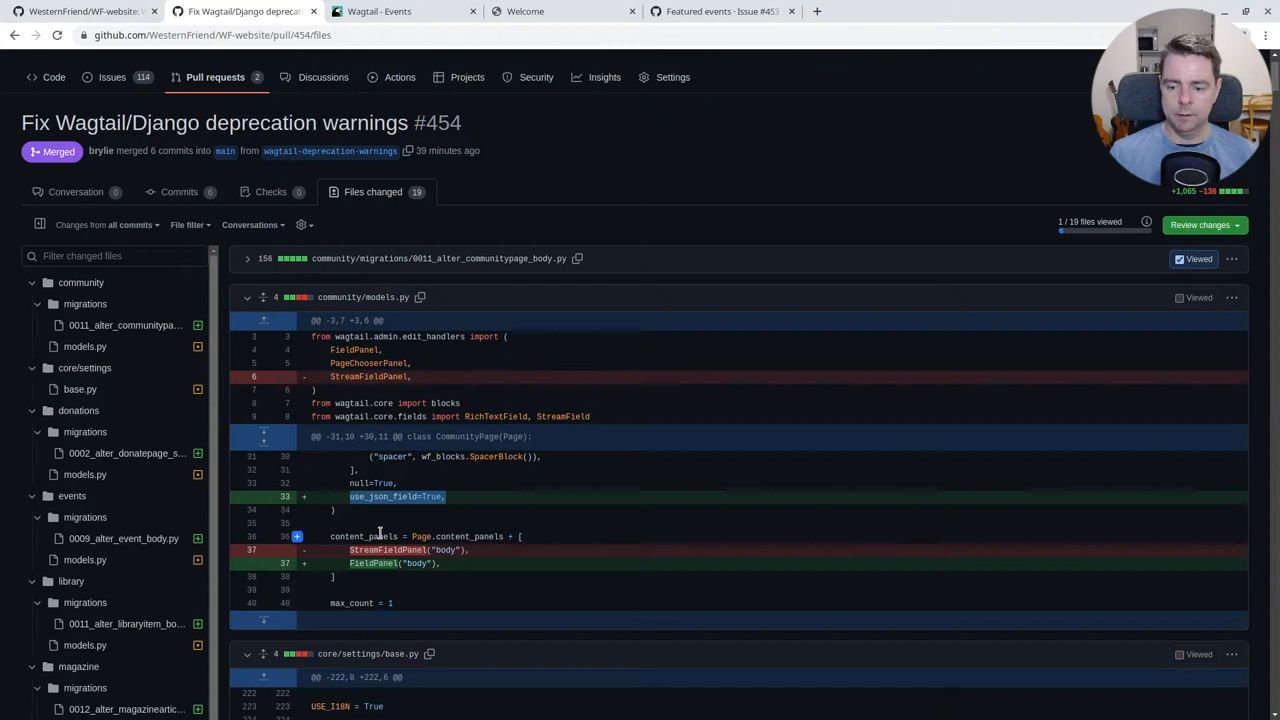 WesternFriend/WF-website:
Fix Wagtail/Django deprecat
Wagtail - Events
Welcome
Featured events · Issue #453
github.com/WesternFriend/WF-website/pull/454/files
Code
Issues 114
Pull requests 2
Discussions
Actions
Projects
Security
Insights
Settings
Fix Wagtail/Django deprecation warnings #454
Merged
brylie merged 6 commits into main from wagtail-deprecation-warnings 39 minutes ago
Conversation 0
Commits 6
Checks 0
Files changed 19
+1,065 −136
Changes from all commits
File filter
Conversations
1 / 19 files viewed
Review changes
Filter changed files
community
migrations
0011_alter_communitypa...
models.py
core/settings
base.py
donations
migrations
0002_alter_donatepage_s...
models.py
events
migrations
0009_alter_event_body.py
models.py
library
migrations
0011_alter_libraryitem_bo...
models.py
magazine
migrations
0012_alter_magazineartic...
156 community/migrations/0011_alter_communitypage_body.py
Viewed
4 community/models.py
Viewed
@@ -3,7 +3,6 @@
3 3 from wagtail.admin.edit_handlers import (
4 4 FieldPanel,
5 5 PageChooserPanel,
6 - StreamFieldPanel,
7 6 )
8 7 from wagtail.core import blocks
9 8 from wagtail.core.fields import RichTextField, StreamField
@@ -31,10 +30,11 @@ class CommunityPage(Page):
31 30 ("spacer", wf_blocks.SpacerBlock()),
32 31 ],
33 32 null=True,
33 + use_json_field=True,
34 34 )
35 35
36 36 content_panels = Page.content_panels + [
37 - StreamFieldPanel("body"),
37 + FieldPanel("body"),
38 38 ]
39 39
40 40 max_count = 1
4 core/settings/base.py
Viewed
@@ -222,8 +222,6 @@
222 222
223 223 USE_I18N = True